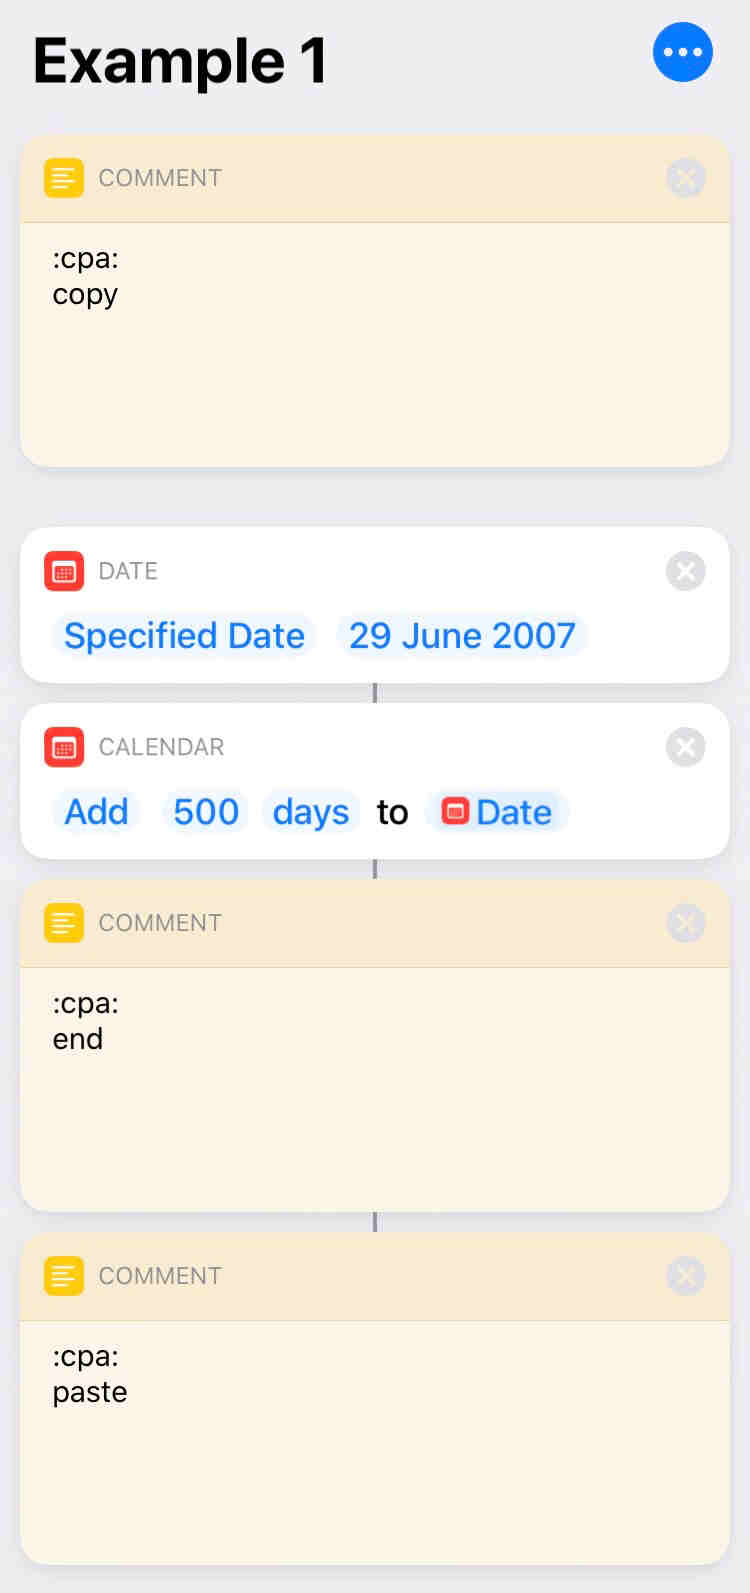 Example 1
COMMENT
:cpa:
copy
DATE
Specified Date 29 June 2007
CALENDAR
Add 500 days to Date
COMMENT
:cpa:
end
COMMENT
:cpa:
paste